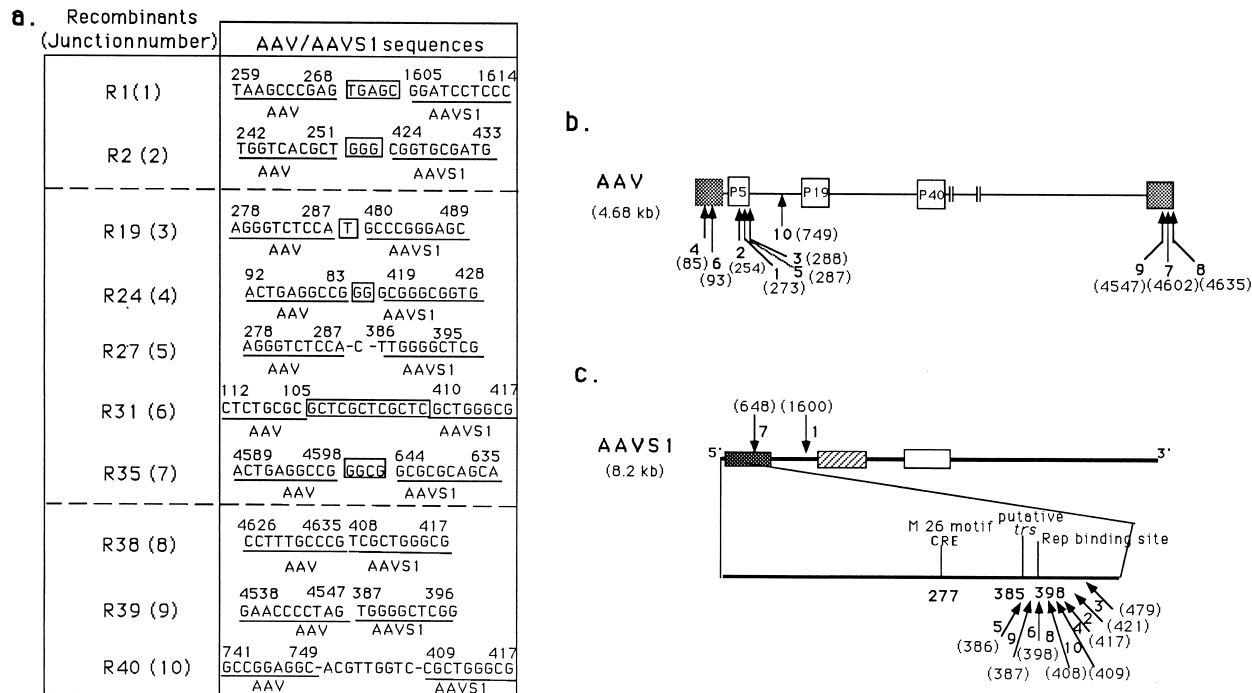 a.
Recombinants
(Junction number)
AAV/AAVS1 sequences
R1 (1)
259 268 1605 1614
TAAGCCCGAG TGAGC GGATCCTCCC
AAV AAVS1
R2 (2)
242 251 424 433
TGGTCACGCT GGG CGGTGCGATG
AAV AAVS1
R19 (3)
278 287 480 489
AGGGTCTCCA T GCCCGGGAGC
AAV AAVS1
R24 (4)
92 83 419 428
ACTGAGGCCG GG GCGGGCGGTG
AAV AAVS1
R27 (5)
278 287 386 395
AGGGTCTCCA-C -TTGGGGCTCG
AAV AAVS1
R31 (6)
112 105 410 417
CTCTGCGC GCTCGCTCGCTC GCTGGGCG
AAV AAVS1
R35 (7)
4589 4598 644 635
ACTGAGGCCG GGCG GCGCGCAGCA
AAV AAVS1
R38 (8)
4626 4635 408 417
CCTTTGCCCG TCGCTGGGCG
AAV AAVS1
R39 (9)
4538 4547 387 396
GAACCCCTAG TGGGGCTCGG
AAV AAVS1
R40 (10)
741 749 409 417
GCCGGAGGC-ACGTTGGTC-CGCTGGGCG
AAV AAVS1
b.
AAV
(4.68 kb)
P5 P19 P40
4 (85)
6 (93)
2 (254)
1 (273)
3 (288)
5 (287)
10 (749)
9 7 8
(4547) (4602) (4635)
c.
AAVS1
(8.2 kb)
(648) (1600)
7 1
5' 3'
M 26 motif
CRE
putative
trs
Rep binding site
277 385 398
5 (386)
9 (387)
6 (398)
8 (408)
10 (409)
4 (417)
2 (421)
3 (479)